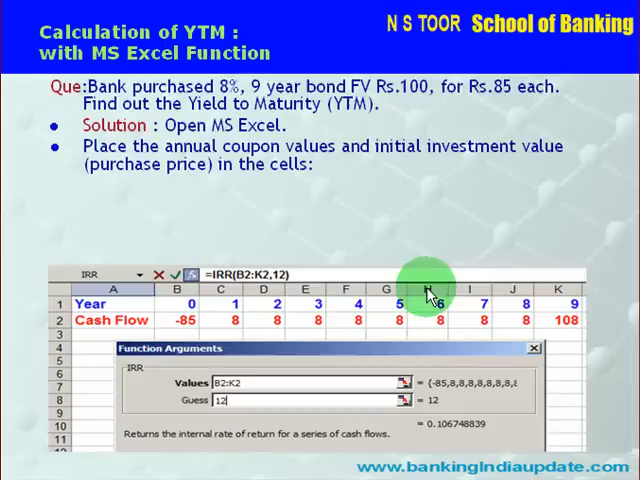 Calculation of YTM :
with MS Excel Function
N S TOOR School of Banking
Que:Bank purchased 8%, 9 year bond FV Rs.100, for Rs.85 each.
Find out the Yield to Maturity (YTM).
• Solution : Open MS Excel.
• Place the annual coupon values and initial investment value
(purchase price) in the cells:
IRR =IRR(B2:K2,12)
A B C D E F G H I J K
1 Year 0 1 2 3 4 5 6 7 8 9
2 Cash Flow -85 8 8 8 8 8 8 8 8 108
3
4 Function Arguments
5 IRR
6
7 Values B2:K2 = {-85,8,8,8,8,8,8,8,8
8 Guess 12 = 12
9
10 = 0.106748839
11 Returns the internal rate of return for a series of cash flows.
www.bankingIndiaupdate.com